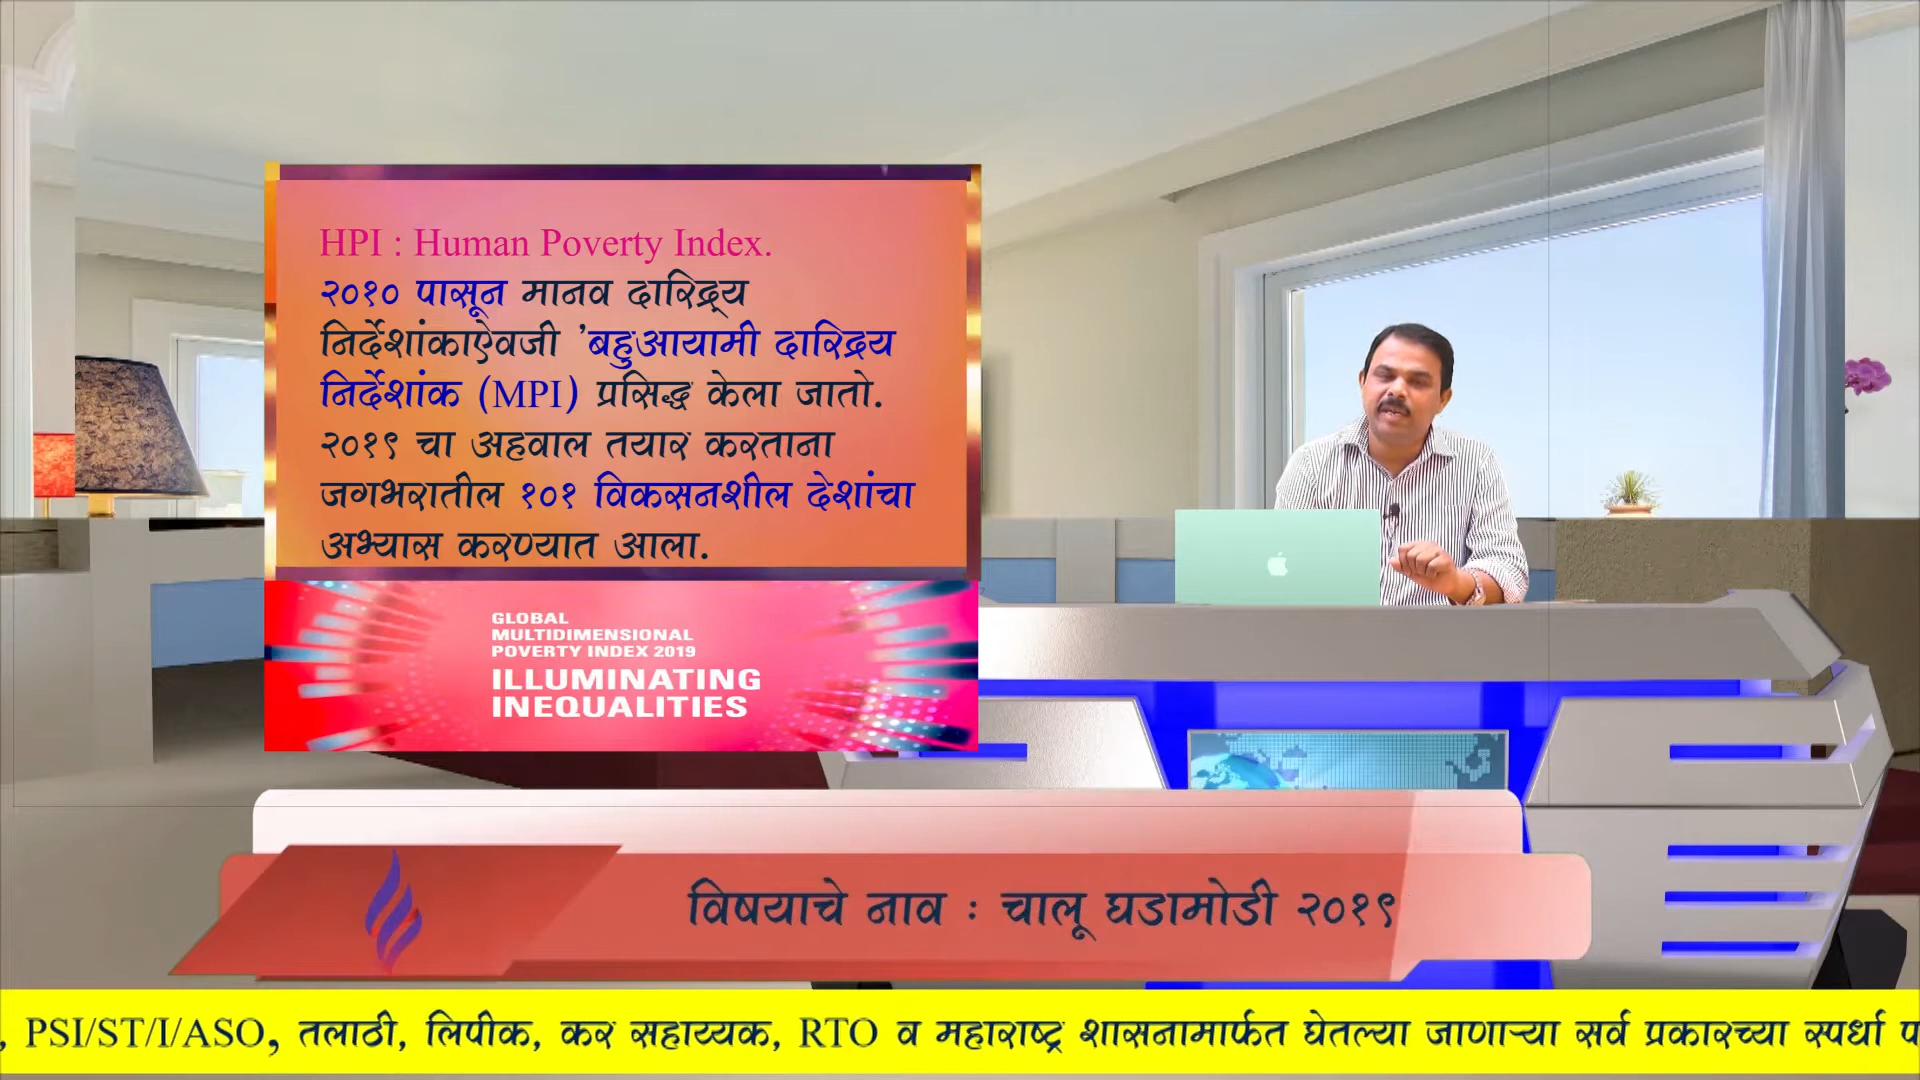 HPI : Human Poverty Index.
२०१० पासून मानव दारिद्र्य
निर्देशांकाऐवजी 'बहुआयामी दारिद्रय
निर्देशांक (MPI) प्रसिद्ध केला जातो.
२०१९ चा अहवाल तयार करताना
जगभरातील १०१ विकसनशील देशांचा
अभ्यास करण्यात आला.
GLOBAL
MULTIDIMENSIONAL
POVERTY INDEX 2019
ILLUMINATING
INEQUALITIES
विषयाचे नाव : चालू घडामोडी २०१९
, PSI/ST/I/ASO, तलाठी, लिपीक, कर सहाय्यक, RTO व महाराष्ट्र शासनामार्फत घेतल्या जाणाऱ्या सर्व प्रकारच्या स्पर्धा प